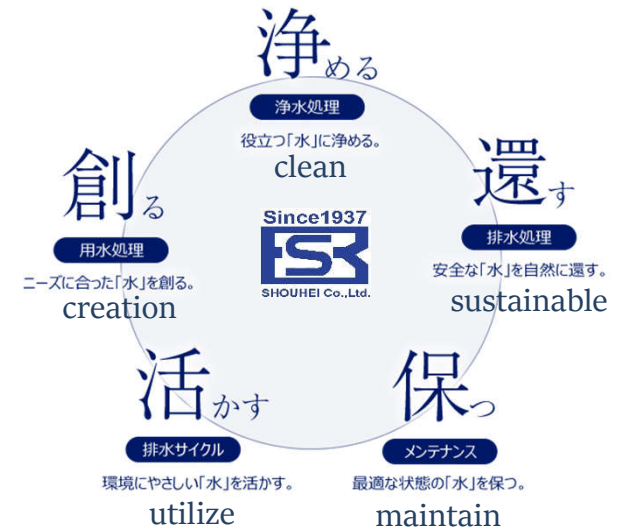 浄める
浄水処理
役立つ「水」に浄める。
clean
還す
排水処理
安全な「水」を自然に還す。
sustainable
創る
用水処理
ニーズに合った「水」を創る。
creation
Since1937
ESK
SHOUHEI Co.,Ltd.
活かす
排水サイクル
環境にやさしい「水」を活かす。
utilize
保つ
メンテナンス
最適な状態の「水」を保つ。
maintain